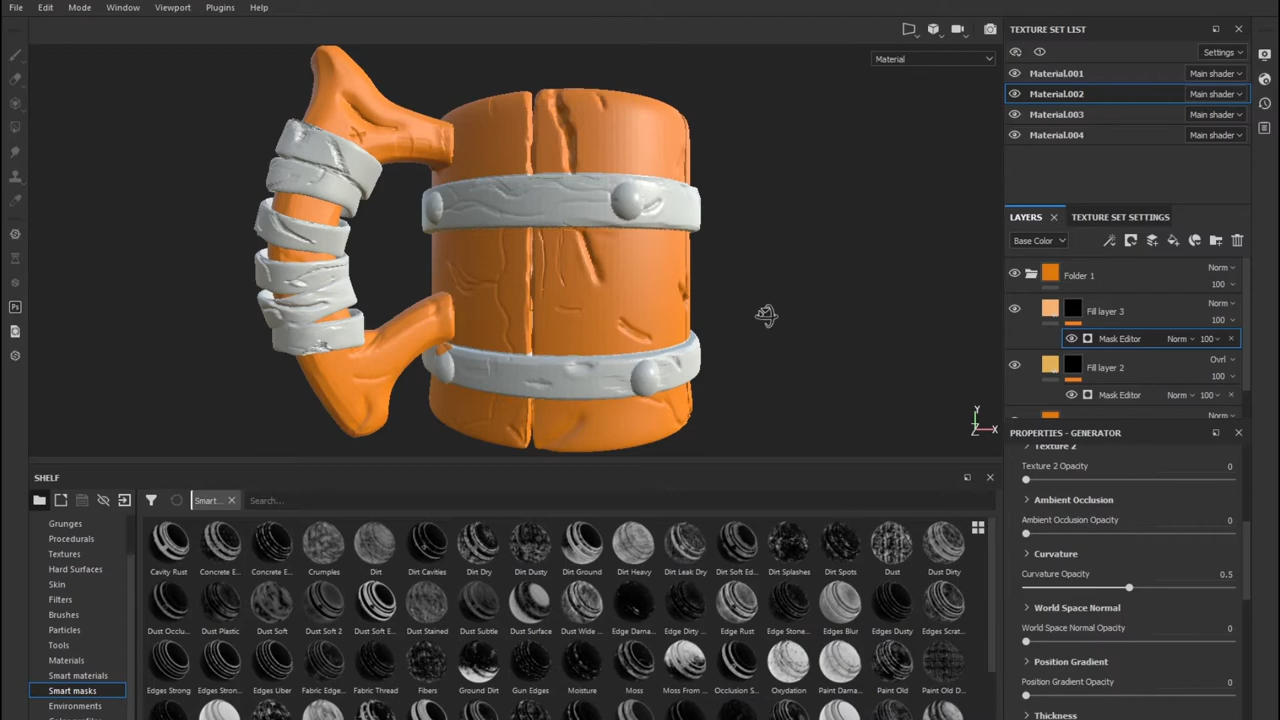 File Edit Mode Window Viewport Plugins Help
Material
TEXTURE SET LIST
Settings
Material.001 Main shader
Material.002 Main shader
Material.003 Main shader
Material.004 Main shader
LAYERS TEXTURE SET SETTINGS
Base Color
Folder 1 Norm 100
Fill layer 3 Norm 100
Mask Editor Norm 100
Fill layer 2 Ovrl 100
Mask Editor Norm 100
Norm
PROPERTIES - GENERATOR
Texture 2
Texture 2 Opacity 0
Ambient Occlusion
Ambient Occlusion Opacity 0
Curvature
Curvature Opacity 0.5
World Space Normal
World Space Normal Opacity 0
Position Gradient
Position Gradient Opacity 0
Thickness
Y
Z X
Ps
SHELF
Smart... Search...
Grunges
Procedurals
Textures
Hard Surfaces
Skin
Filters
Brushes
Particles
Tools
Materials
Smart materials
Smart masks
Environments
Cavity Rust Concrete E... Concrete E... Crumples Dirt Dirt Cavities Dirt Dry Dirt Dusty Dirt Ground Dirt Heavy Dirt Leak Dry Dirt Soft Ed... Dirt Splashes Dirt Spots Dust Dust Dirty
Dust Occlu... Dust Plastic Dust Soft Dust Soft 2 Dust Soft E... Dust Stained Dust Subtle Dust Surface Dust Wide ... Edge Dama... Edge Dirty ... Edge Rust Edge Stone... Edges Blur Edges Dusty Edges Scrat...
Edges Strong Edges Stron... Edges Uber Fabric Edge... Fabric Thread Fibers Ground Dirt Gun Edges Moisture Moss Moss From ... Occlusion S... Oxydation Paint Dama... Paint Old Paint Old D...